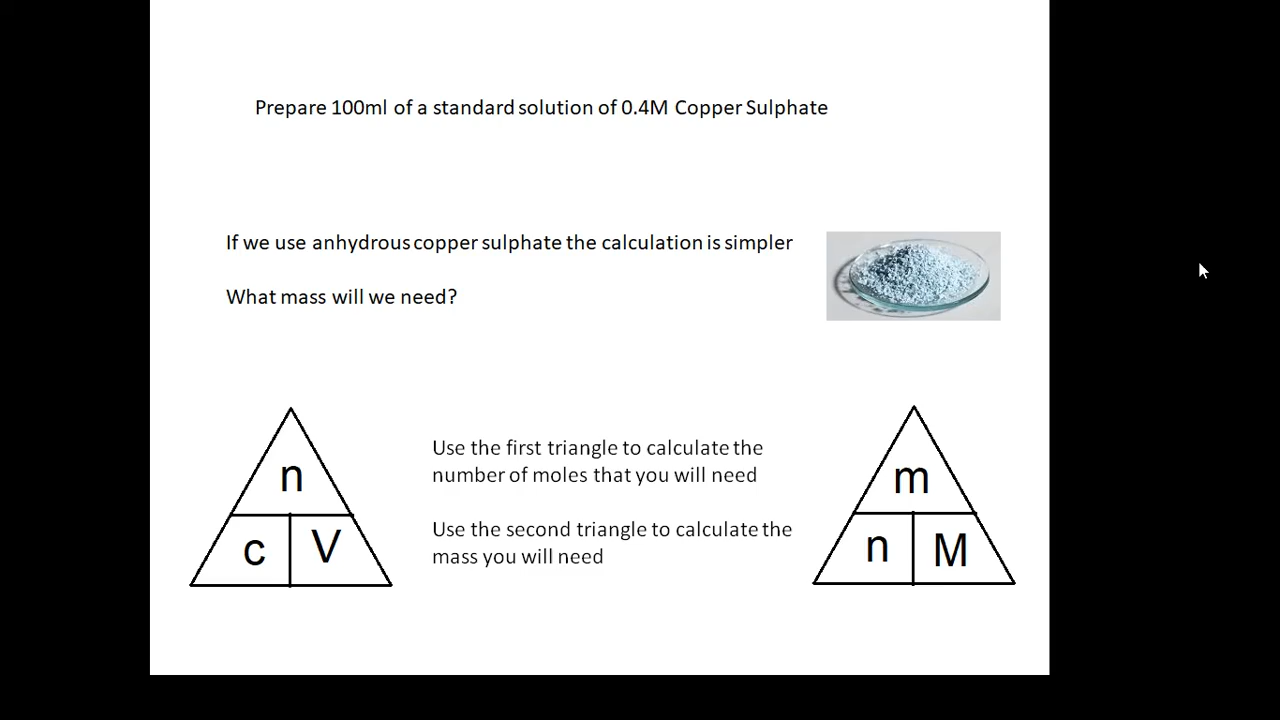 Prepare 100ml of a standard solution of 0.4M Copper Sulphate
If we use anhydrous copper sulphate the calculation is simpler
What mass will we need?
n
c V
Use the first triangle to calculate the
number of moles that you will need
Use the second triangle to calculate the
mass you will need
m
n M